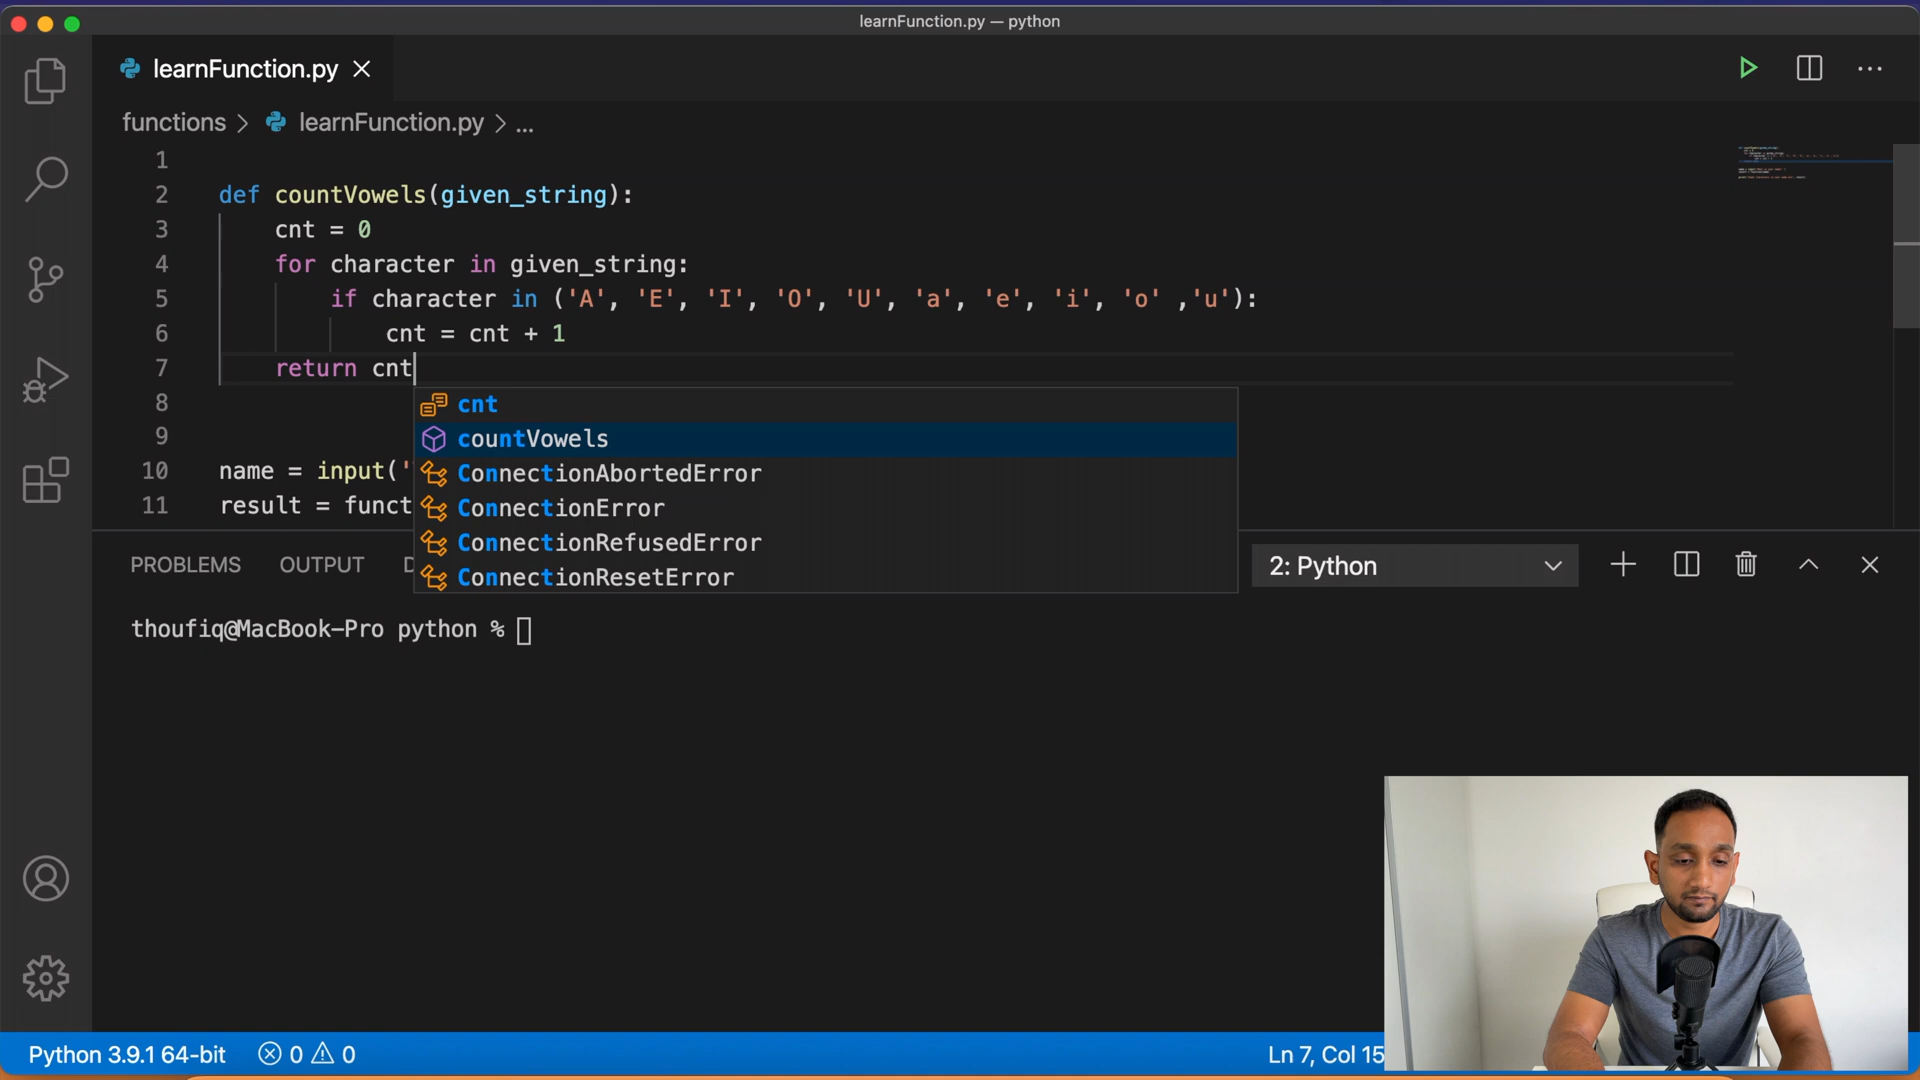 learnFunction.py — python
learnFunction.py
functions > learnFunction.py > ...
1
2 def countVowels(given_string):
3 cnt = 0
4 for character in given_string:
5 if character in ('A', 'E', 'I', 'O', 'U', 'a', 'e', 'i', 'o' ,'u'):
6 cnt = cnt + 1
7 return cnt
8
9
10 name = input('
11 result = funct
cnt
countVowels
ConnectionAbortedError
ConnectionError
ConnectionRefusedError
ConnectionResetError
PROBLEMS OUTPUT D 2: Python
thoufiq@MacBook-Pro python %
Python 3.9.1 64-bit 0 0 Ln 7, Col 15